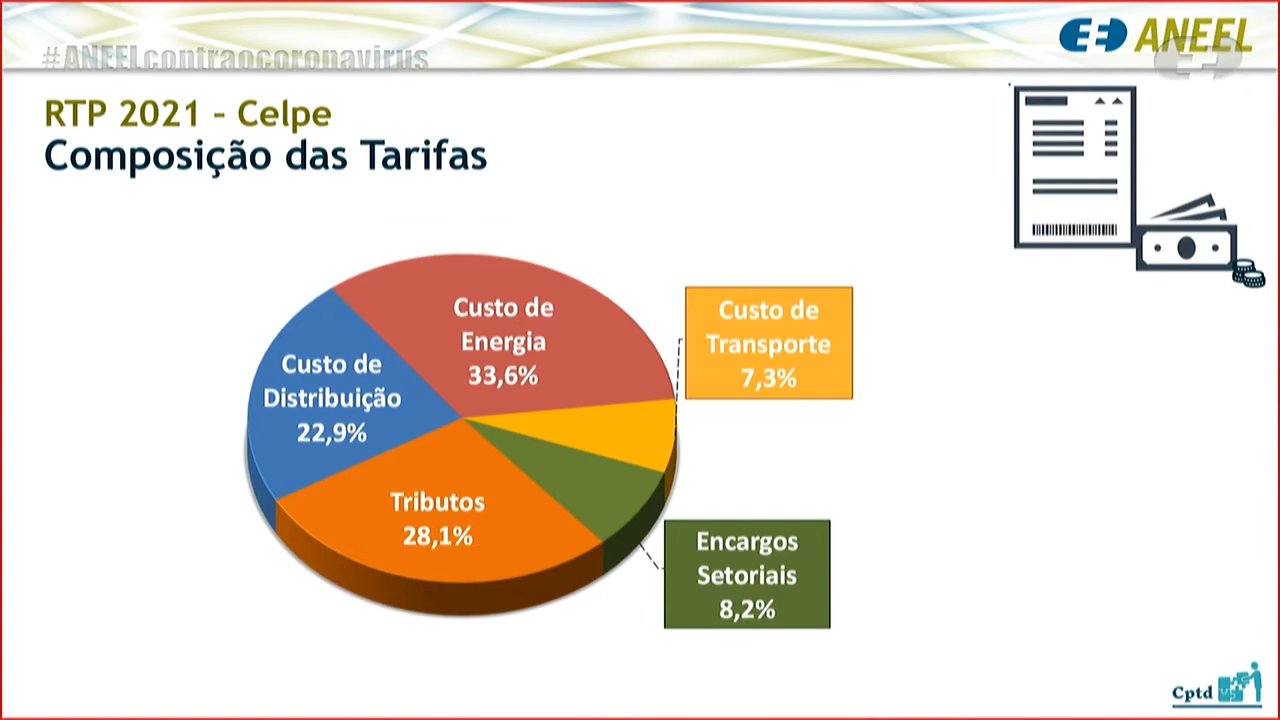 #ANEELcontraocoronavirus
ANEEL
RTP 2021 – Celpe
Composição das Tarifas
Custo de
Energia
33,6%
Custo de
Transporte
7,3%
Custo de
Distribuição
22,9%
Tributos
28,1%
Encargos
Setoriais
8,2%
Cptd